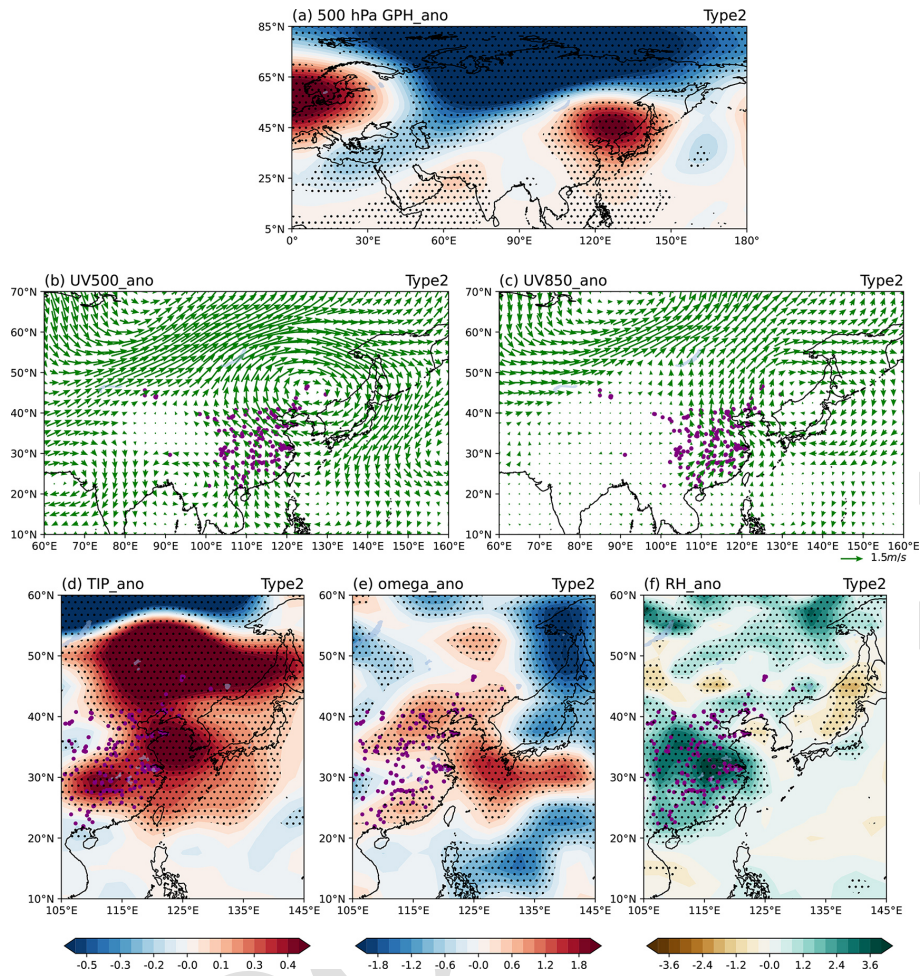 (a) 500 hPa GPH_ano Type2
85°N
65°N
45°N
25°N
5°N
0° 30°E 60°E 90°E 120°E 150°E 180°
(b) UV500_ano Type2
70°N
60°N
50°N
40°N
30°N
20°N
10°N
60°E 70°E 80°E 90°E 100°E 110°E 120°E 130°E 140°E 150°E 160°E
(c) UV850_ano Type2
70°N
60°N
50°N
40°N
30°N
20°N
10°N
60°E 70°E 80°E 90°E 100°E 110°E 120°E 130°E 140°E 150°E 160°E
1.5m/s
(d) TIP_ano Type2
60°N
50°N
40°N
30°N
20°N
10°N
105°E 115°E 125°E 135°E 145°E
-0.5 -0.3 -0.2 -0.0 0.1 0.3 0.4
(e) omega_ano Type2
60°N
50°N
40°N
30°N
20°N
10°N
105°E 115°E 125°E 135°E 145°E
-1.8 -1.2 -0.6 -0.0 0.6 1.2 1.8
(f) RH_ano Type2
60°N
50°N
40°N
30°N
20°N
10°N
105°E 115°E 125°E 135°E 145°E
-3.6 -2.4 -1.2 -0.0 1.2 2.4 3.6